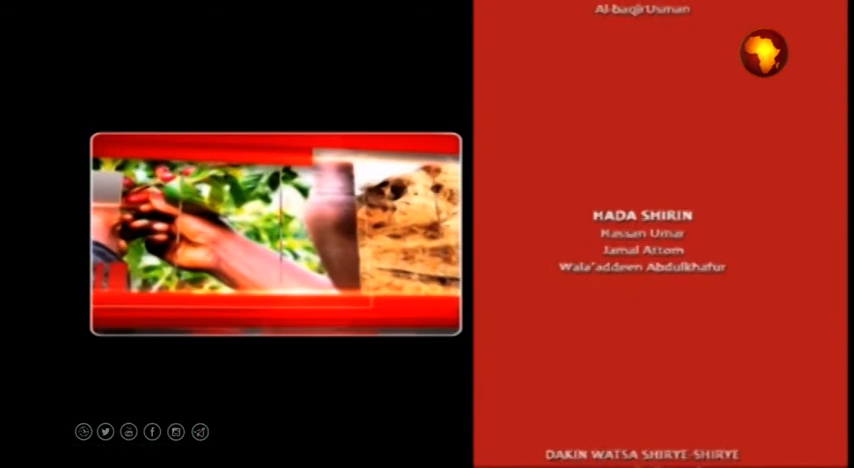 Al-baqir Usman
HADA SHIRIN
Hassan Umar
Jamal Attom
Wala'addeen Abdulkhafur
DAKIN WATSA SHIRYE-SHIRYE